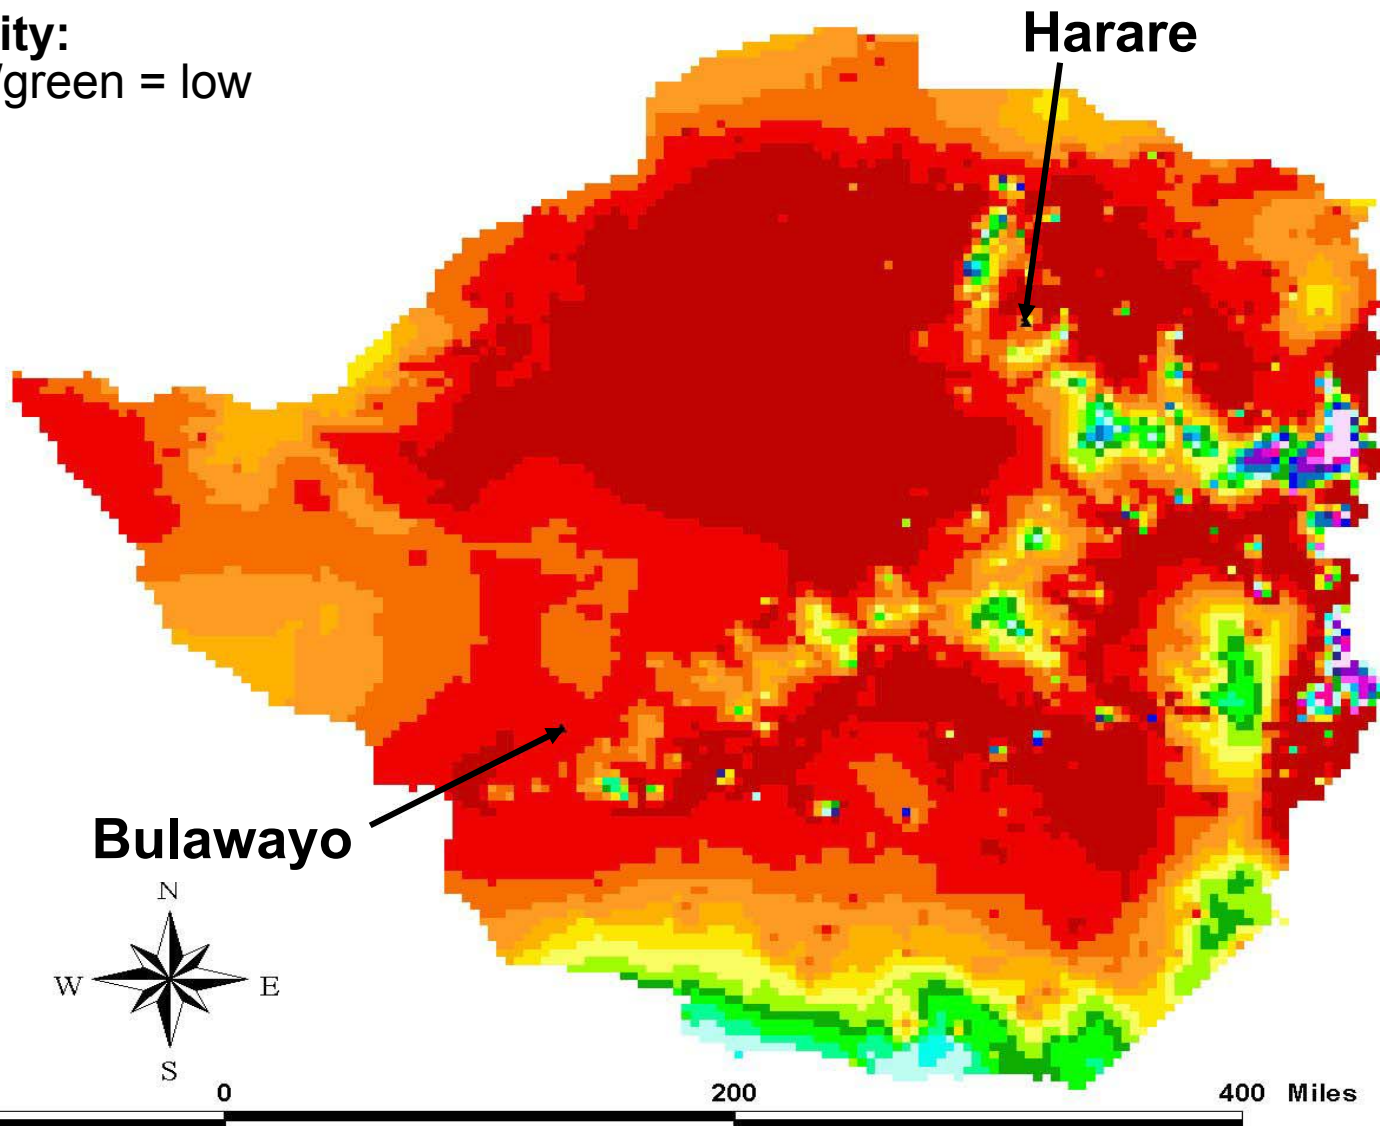 ity:
/green = low
Harare
Bulawayo
N
W E
S
0 200 400 Miles